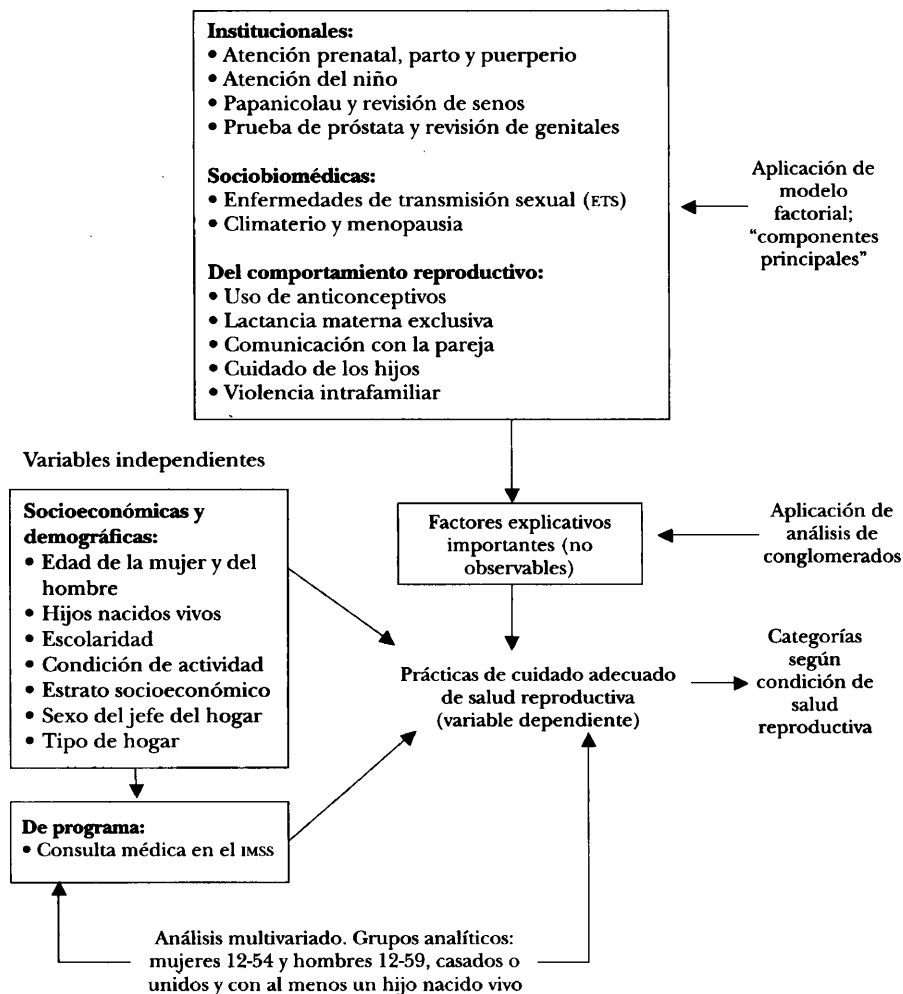 Institucionales:
• Atención prenatal, parto y puerperio
• Atención del niño
• Papanicolau y revisión de senos
• Prueba de próstata y revisión de genitales
Sociobiomédicas:
• Enfermedades de transmisión sexual (ETS)
• Climaterio y menopausia
Del comportamiento reproductivo:
• Uso de anticonceptivos
• Lactancia materna exclusiva
• Comunicación con la pareja
• Cuidado de los hijos
• Violencia intrafamiliar
Aplicación de
modelo
factorial;
“componentes
principales”
Variables independientes
Socioeconómicas y
demográficas:
• Edad de la mujer y del
hombre
• Hijos nacidos vivos
• Escolaridad
• Condición de actividad
• Estrato socioeconómico
• Sexo del jefe del hogar
• Tipo de hogar
Factores explicativos
importantes (no
observables)
Aplicación de
análisis de
conglomerados
Prácticas de cuidado adecuado
de salud reproductiva
(variable dependiente)
Categorías
según
condición de
salud
reproductiva
De programa:
• Consulta médica en el IMSS
Análisis multivariado. Grupos analíticos:
mujeres 12-54 y hombres 12-59, casados o
unidos y con al menos un hijo nacido vivo